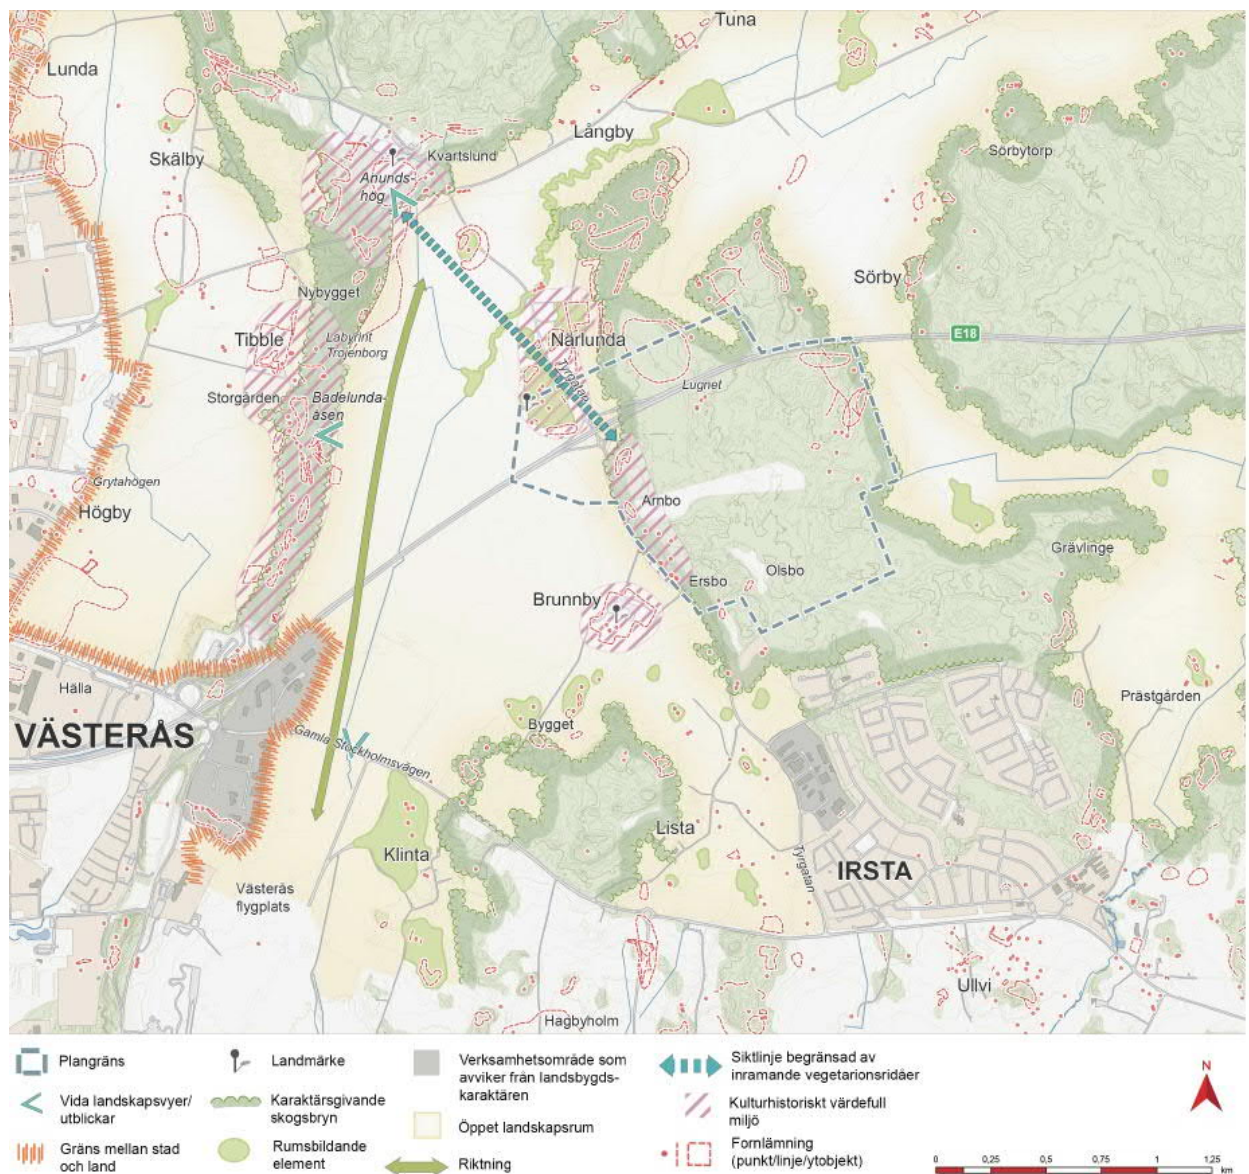 Tuna
Lunda
Långby
Skälby
Kvartslund
Sörbytorp
Anunds-
hög
Sörby
Nybygget
E18
Tibble
Labyrint
Trojenborg
Närlunda
Tyrgatan
Lugnet
Storgården
Badelunda-
åsen
Grytahögen
Högby
Arnbo
Grävlinge
Ersbo
Olsbo
Brunnby
Hälla
Prästgården
VÄSTERÅS
Bygget
Gamla Stockholmsvägen
Lista
Klinta
Tyrgatan
IRSTA
Västerås
flygplats
Ullvi
Hagbyholm
Plangräns
Vida landskapsvyer/
utblickar
Gräns mellan stad
och land
Landmärke
Karaktärsgivande
skogsbryn
Rumsbildande
element
Verksamhetsområde som
avviker från landsbygds-
karaktären
Öppet landskapsrum
Riktning
Siktlinje begränsad av
inramande vegetarionsridåer
Kulturhistoriskt värdefull
miljö
Fornlämning
(punkt/linje/ytobjekt)
N
0 0,25 0,5 0,75 1 1,25
km